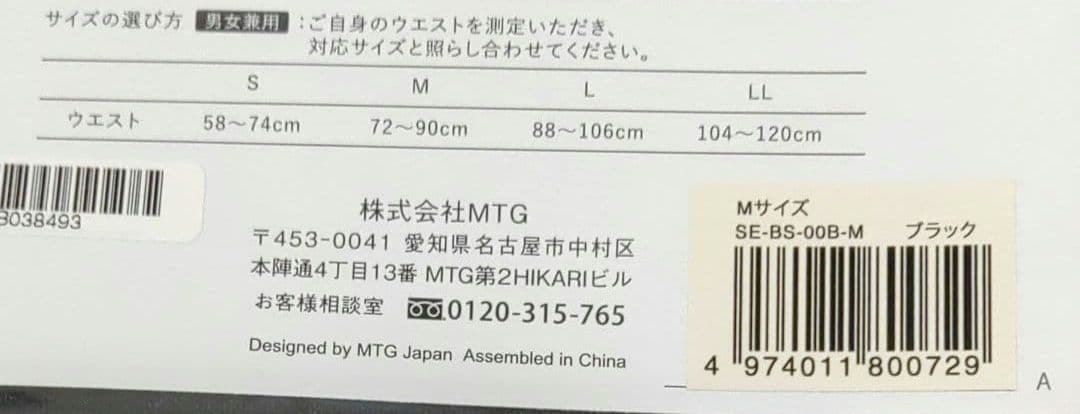 サイズの選び方 男女兼用 :ご自身のウエストを測定いただき、
対応サイズと照らし合わせてください。
S M L LL
ウエスト 58〜74cm 72〜90cm 88〜106cm 104〜120cm
3038493
株式会社MTG
〒453-0041 愛知県名古屋市中村区
本陣通4丁目13番 MTG第2HIKARIビル
お客様相談室 0120-315-765
Designed by MTG Japan Assembled in China
Mサイズ
SE-BS-00B-M ブラック
4 974011 800729
A